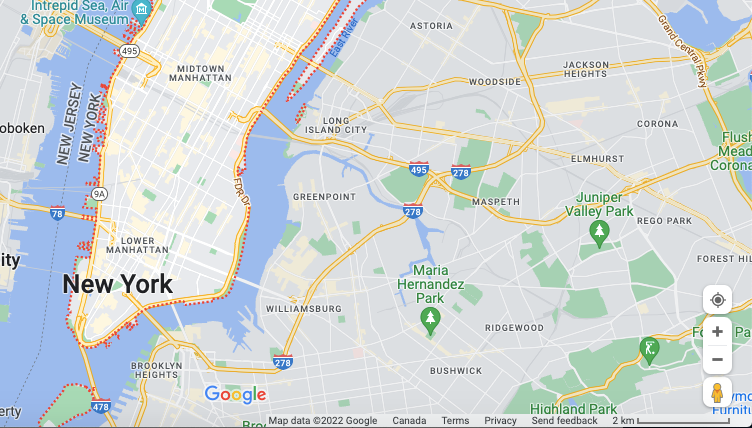 Intrepid Sea, Air
& Space Museum
495
East River
ASTORIA
Grand Central Pkwy
MIDTOWN
MANHATTAN
JACKSON
HEIGHTS
WOODSIDE
NEW JERSEY
NEW YORK
oboken
LONG
ISLAND CITY
CORONA
Flush
Mead
Corona
ELMHURST
495
278
9A
FDR Dr
GREENPOINT
MASPETH
Juniper
Valley Park
78
278
REGO PARK
LOWER
MANHATTAN
ity
New York
FOREST HIL
Maria
Hernandez
Park
WILLIAMSBURG
RIDGEWOOD
Fo
Pa
278
BROOKLYN
HEIGHTS
BUSHWICK
Google
478
erty
Highland Park
Furnitu
Map data ©2022 Google Canada Terms Privacy Send feedback 2 km